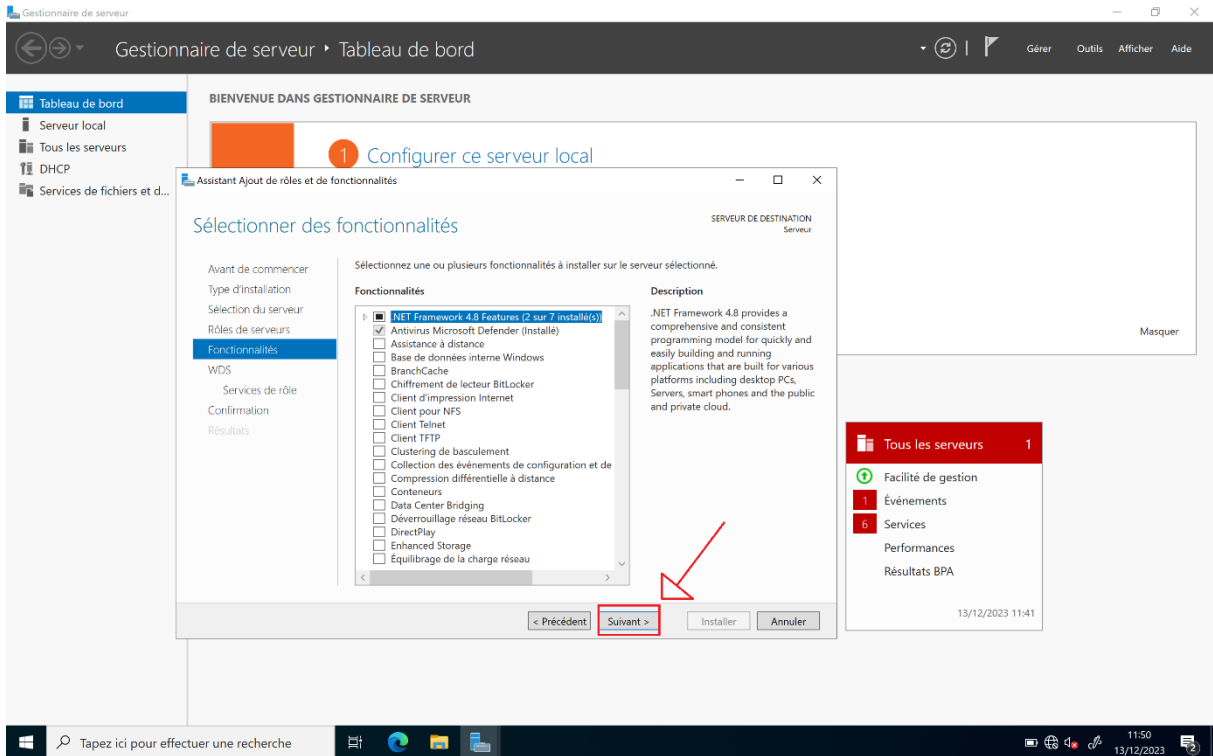 Gestionnaire de serveur
Gestionnaire de serveur • Tableau de bord
Gérer Outils Afficher Aide
Tableau de bord
Serveur local
Tous les serveurs
DHCP
Services de fichiers et d...
BIENVENUE DANS GESTIONNAIRE DE SERVEUR
1 Configurer ce serveur local
Assistant Ajout de rôles et de fonctionnalités
Sélectionner des fonctionnalités
SERVEUR DE DESTINATION
Serveur
Avant de commencer
Type d'installation
Sélection du serveur
Rôles de serveurs
Fonctionnalités
WDS
Services de rôle
Confirmation
Résultats
Sélectionnez une ou plusieurs fonctionnalités à installer sur le serveur sélectionné.
Fonctionnalités
.NET Framework 4.8 Features (2 sur 7 installé(s))
Antivirus Microsoft Defender (Installé)
Assistance à distance
Base de données interne Windows
BranchCache
Chiffrement de lecteur BitLocker
Client d'impression Internet
Client pour NFS
Client Telnet
Client TFTP
Clustering de basculement
Collection des événements de configuration et de
Compression différentielle à distance
Conteneurs
Data Center Bridging
Déverrouillage réseau BitLocker
DirectPlay
Enhanced Storage
Équilibrage de la charge réseau
Description
.NET Framework 4.8 provides a
comprehensive and consistent
programming model for quickly and
easily building and running
applications that are built for various
platforms including desktop PCs,
Servers, smart phones and the public
and private cloud.
< Précédent Suivant > Installer Annuler
Masquer
Tous les serveurs 1
Facilité de gestion
1 Événements
6 Services
Performances
Résultats BPA
13/12/2023 11:41
Tapez ici pour effectuer une recherche
11:50
13/12/2023
2